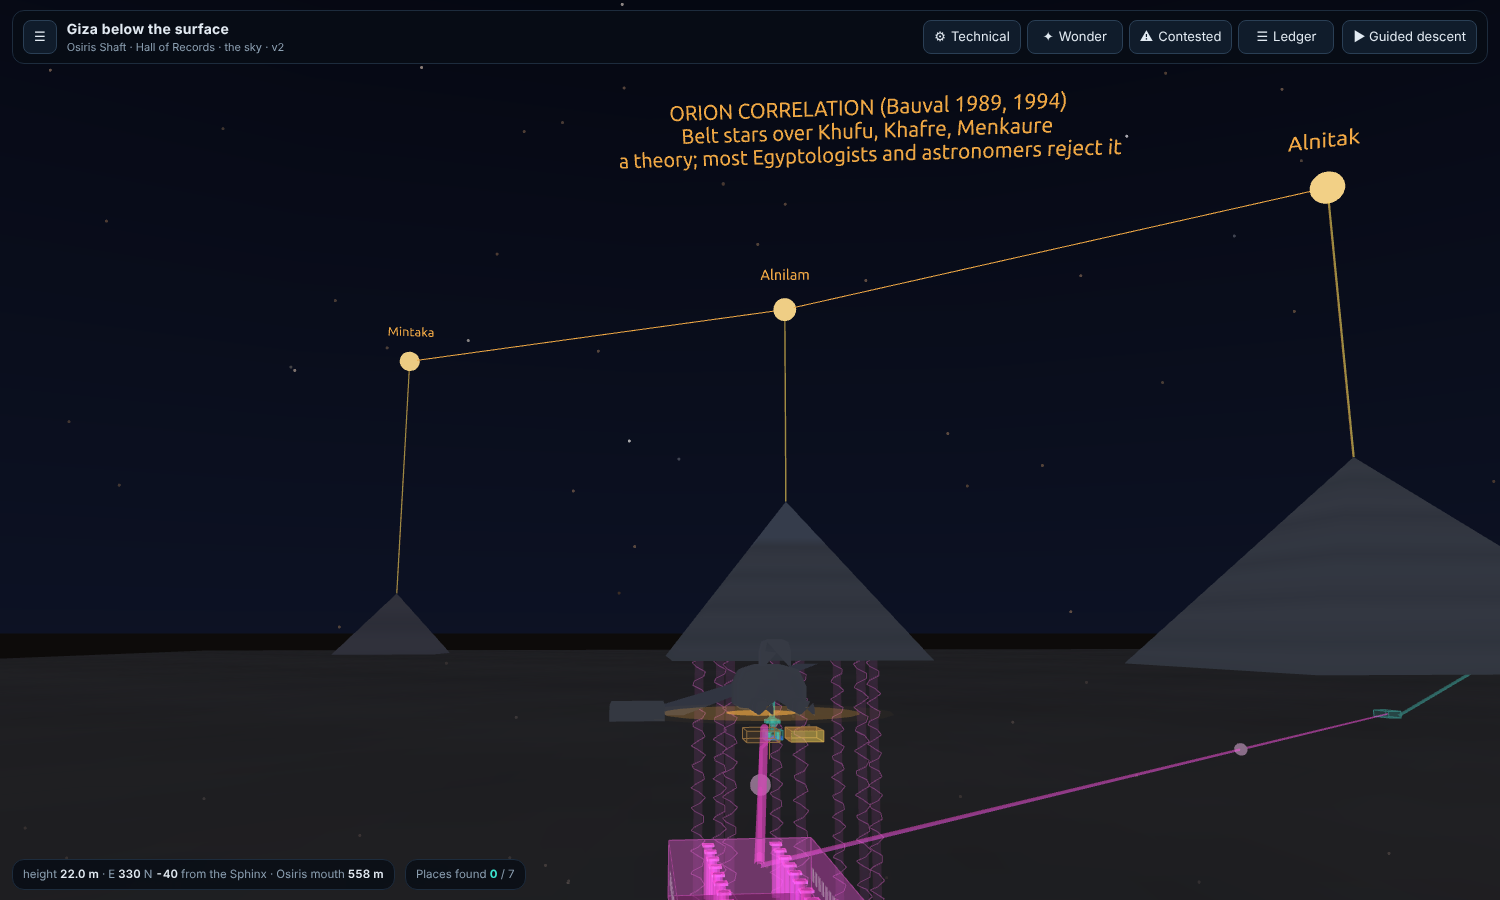 Giza below the surface
Osiris Shaft · Hall of Records · the sky · v2
Technical
Wonder
Contested
Ledger
Guided descent
ORION CORRELATION (Bauval 1989, 1994)
Belt stars over Khufu, Khafre, Menkaure
a theory; most Egyptologists and astronomers reject it
Alnitak
Alnilam
Mintaka
height 22.0 m · E 330 N -40 from the Sphinx · Osiris mouth 558 m
Places found 0 / 7